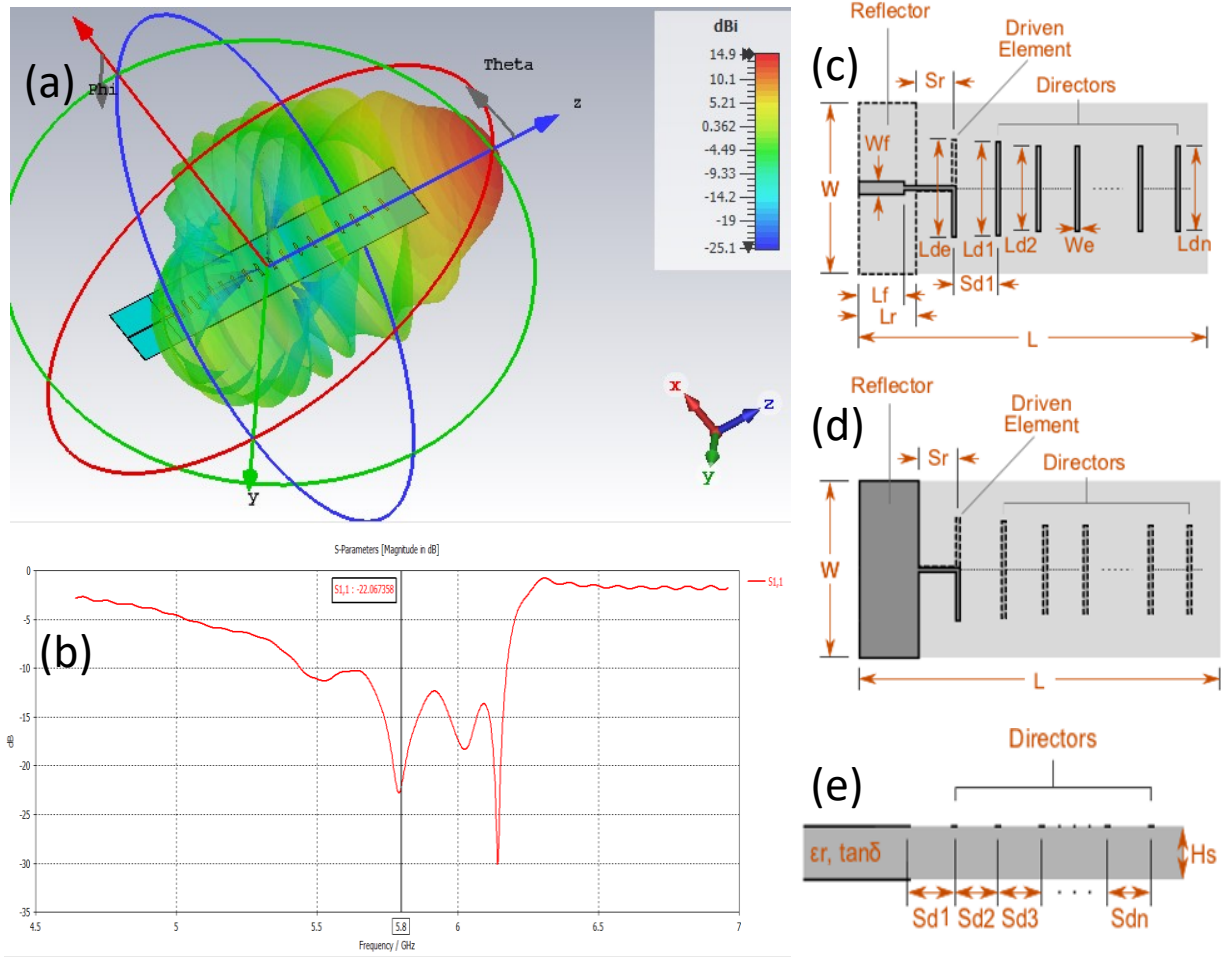 (a)
Phi
Theta
z
y
x
z
y
dBi
14.9
10.1
5.21
0.362
-4.49
-9.33
-14.2
-19
-25.1
S-Parameters [Magnitude in dB]
(b)
S1,1 : -22.067358
S1,1
0
-5
-10
-15
-20
-25
-30
-35
dB
4.5
5
5.5
5.8
6
6.5
7
Frequency / GHz
(c)
Reflector
Driven
Element
Sr
Directors
Wf
W
Lde
Ld1
Ld2
We
Ldn
Sd1
Lf
Lr
L
(d)
Reflector
Driven
Element
Sr
Directors
W
L
(e)
Directors
εr, tanδ
Hs
Sd1
Sd2
Sd3
Sdn